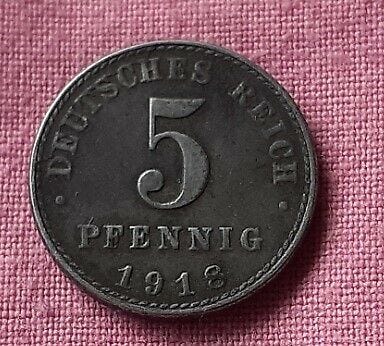 DEUTSCHES REICH
5
PFENNIG
1918